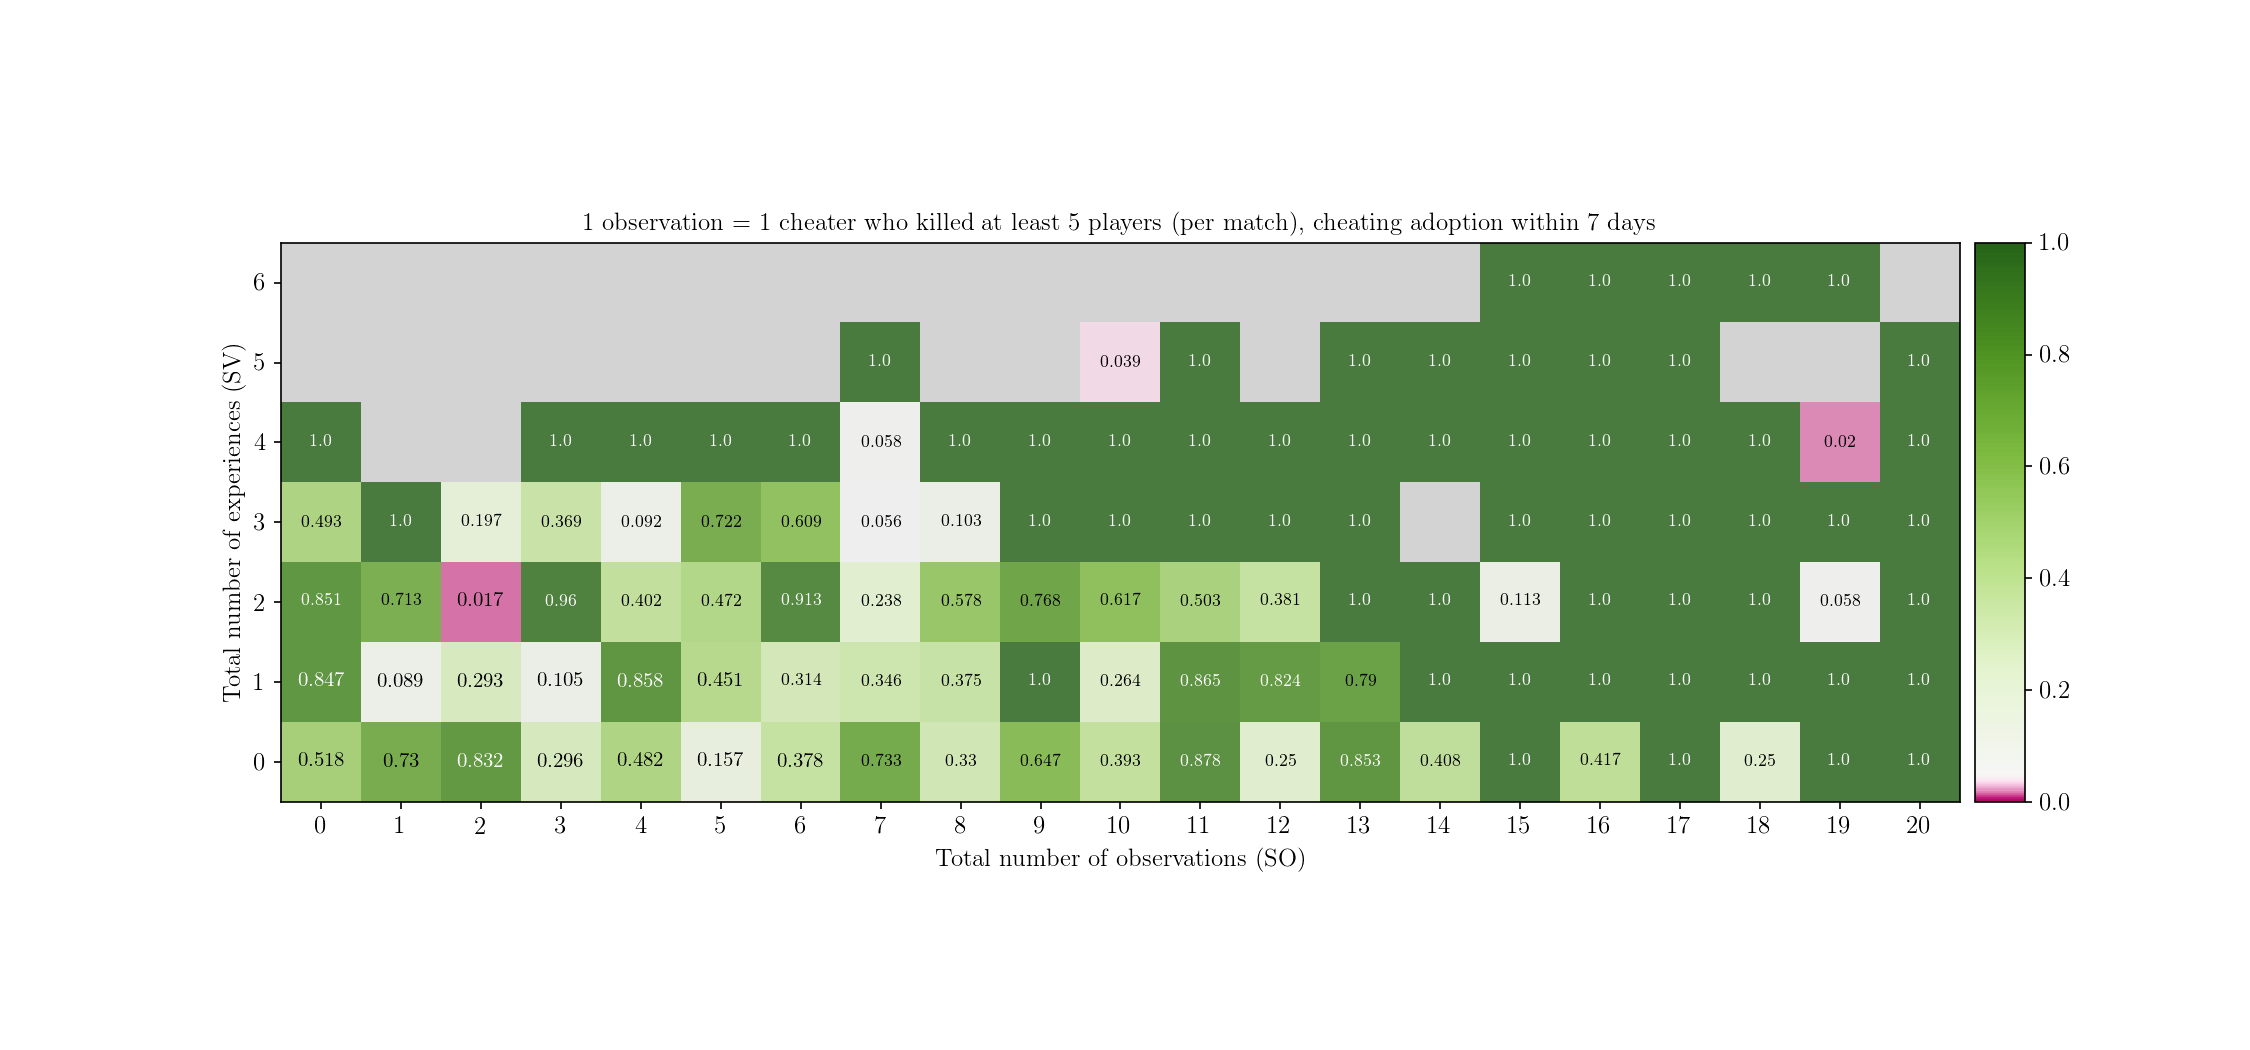 1 observation = 1 cheater who killed at least 5 players (per match), cheating adoption within 7 days
6 1.0 1.0 1.0 1.0 1.0
5 1.0 0.039 1.0 1.0 1.0 1.0 1.0 1.0 1.0
4 1.0 1.0 1.0 1.0 1.0 0.058 1.0 1.0 1.0 1.0 1.0 1.0 1.0 1.0 1.0 1.0 1.0 0.02 1.0
3 0.493 1.0 0.197 0.369 0.092 0.722 0.609 0.056 0.103 1.0 1.0 1.0 1.0 1.0 1.0 1.0 1.0 1.0 1.0 1.0
2 0.851 0.713 0.017 0.96 0.402 0.472 0.913 0.238 0.578 0.768 0.617 0.503 0.381 1.0 1.0 0.113 1.0 1.0 1.0 0.058 1.0
1 0.847 0.089 0.293 0.105 0.858 0.451 0.314 0.346 0.375 1.0 0.264 0.865 0.824 0.79 1.0 1.0 1.0 1.0 1.0 1.0 1.0
0 0.518 0.73 0.832 0.296 0.482 0.157 0.378 0.733 0.33 0.647 0.393 0.878 0.25 0.853 0.408 1.0 0.417 1.0 0.25 1.0 1.0
0 1 2 3 4 5 6 7 8 9 10 11 12 13 14 15 16 17 18 19 20
Total number of observations (SO)
Total number of experiences (SV)
1.0
0.8
0.6
0.4
0.2
0.0